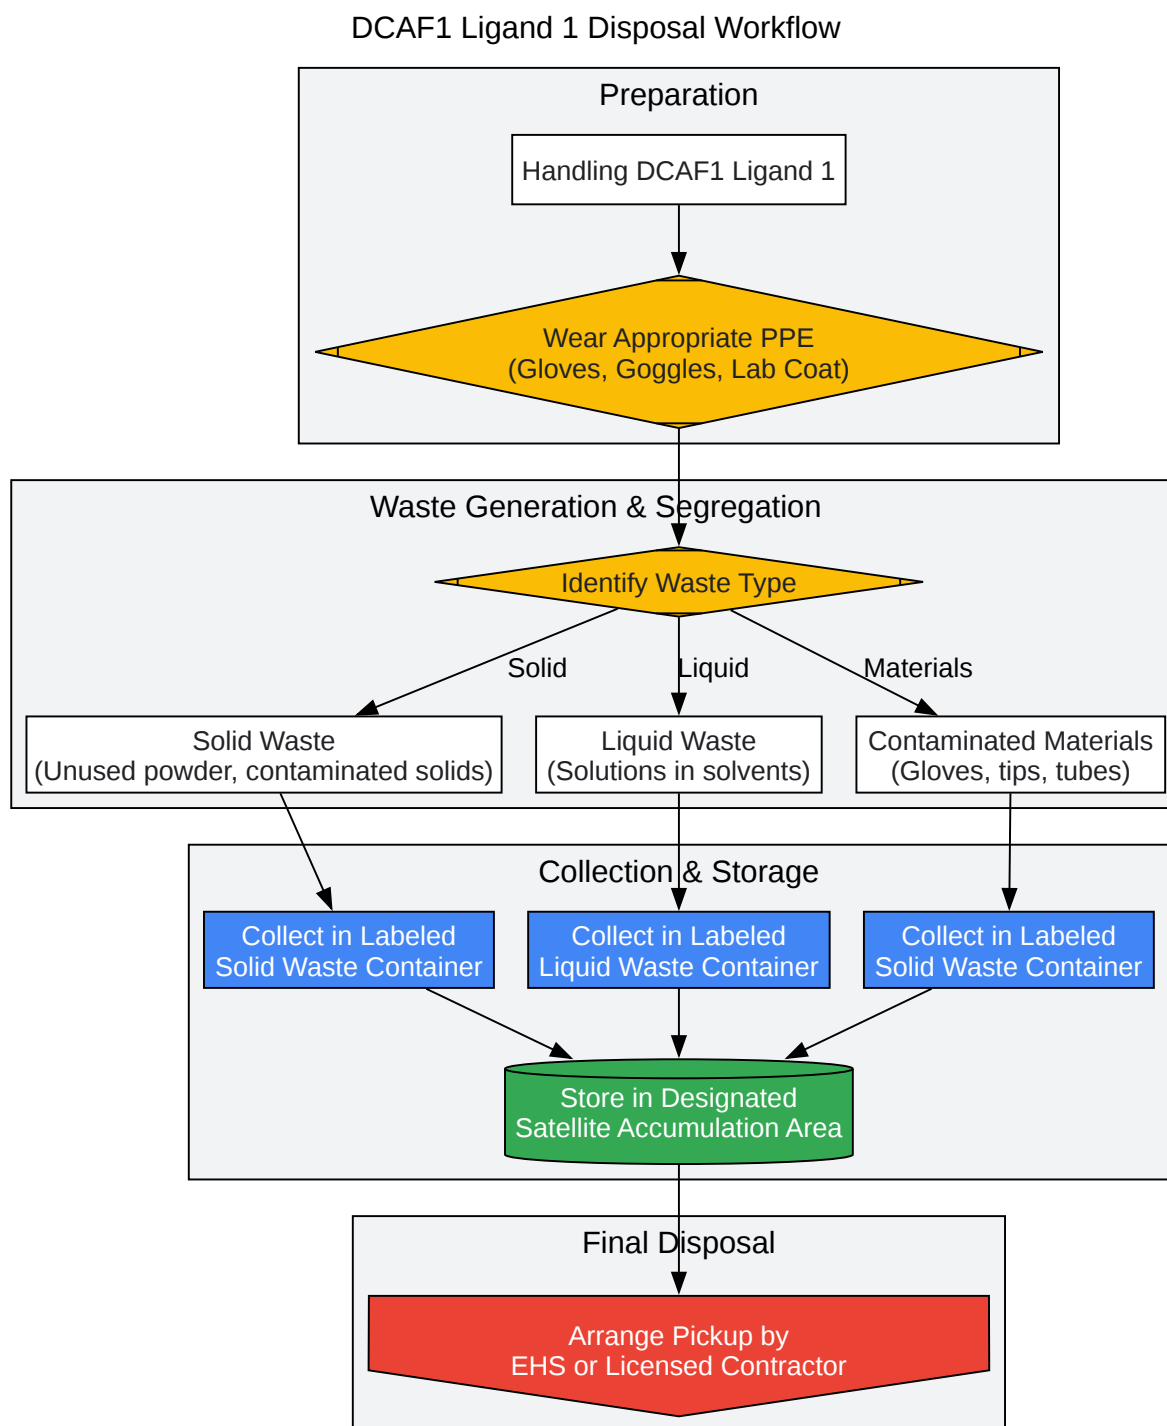 DCAF1 Ligand 1 Disposal Workflow
Preparation
Handling DCAF1 Ligand 1
Wear Appropriate PPE
(Gloves, Goggles, Lab Coat)
Waste Generation & Segregation
Identify Waste Type
Solid
Liquid
Materials
Solid Waste
(Unused powder, contaminated solids)
Liquid Waste
(Solutions in solvents)
Contaminated Materials
(Gloves, tips, tubes)
Collection & Storage
Collect in Labeled
Solid Waste Container
Collect in Labeled
Liquid Waste Container
Collect in Labeled
Solid Waste Container
Store in Designated
Satellite Accumulation Area
Final Disposal
Arrange Pickup by
EHS or Licensed Contractor